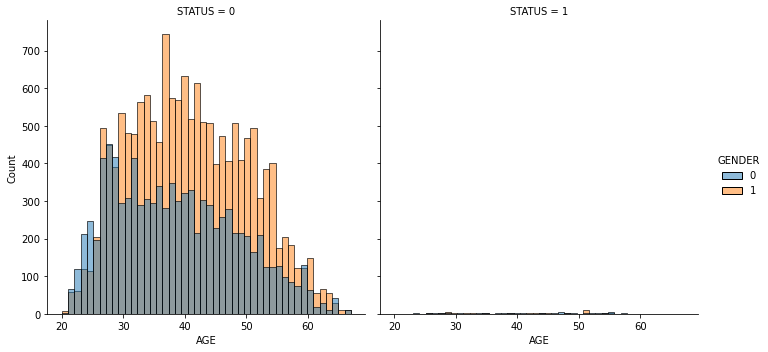 STATUS = 0
STATUS = 1
700
600
500
400
300
200
100
0
Count
20 30 40 50 60
AGE
20 30 40 50 60
AGE
GENDER
0
1